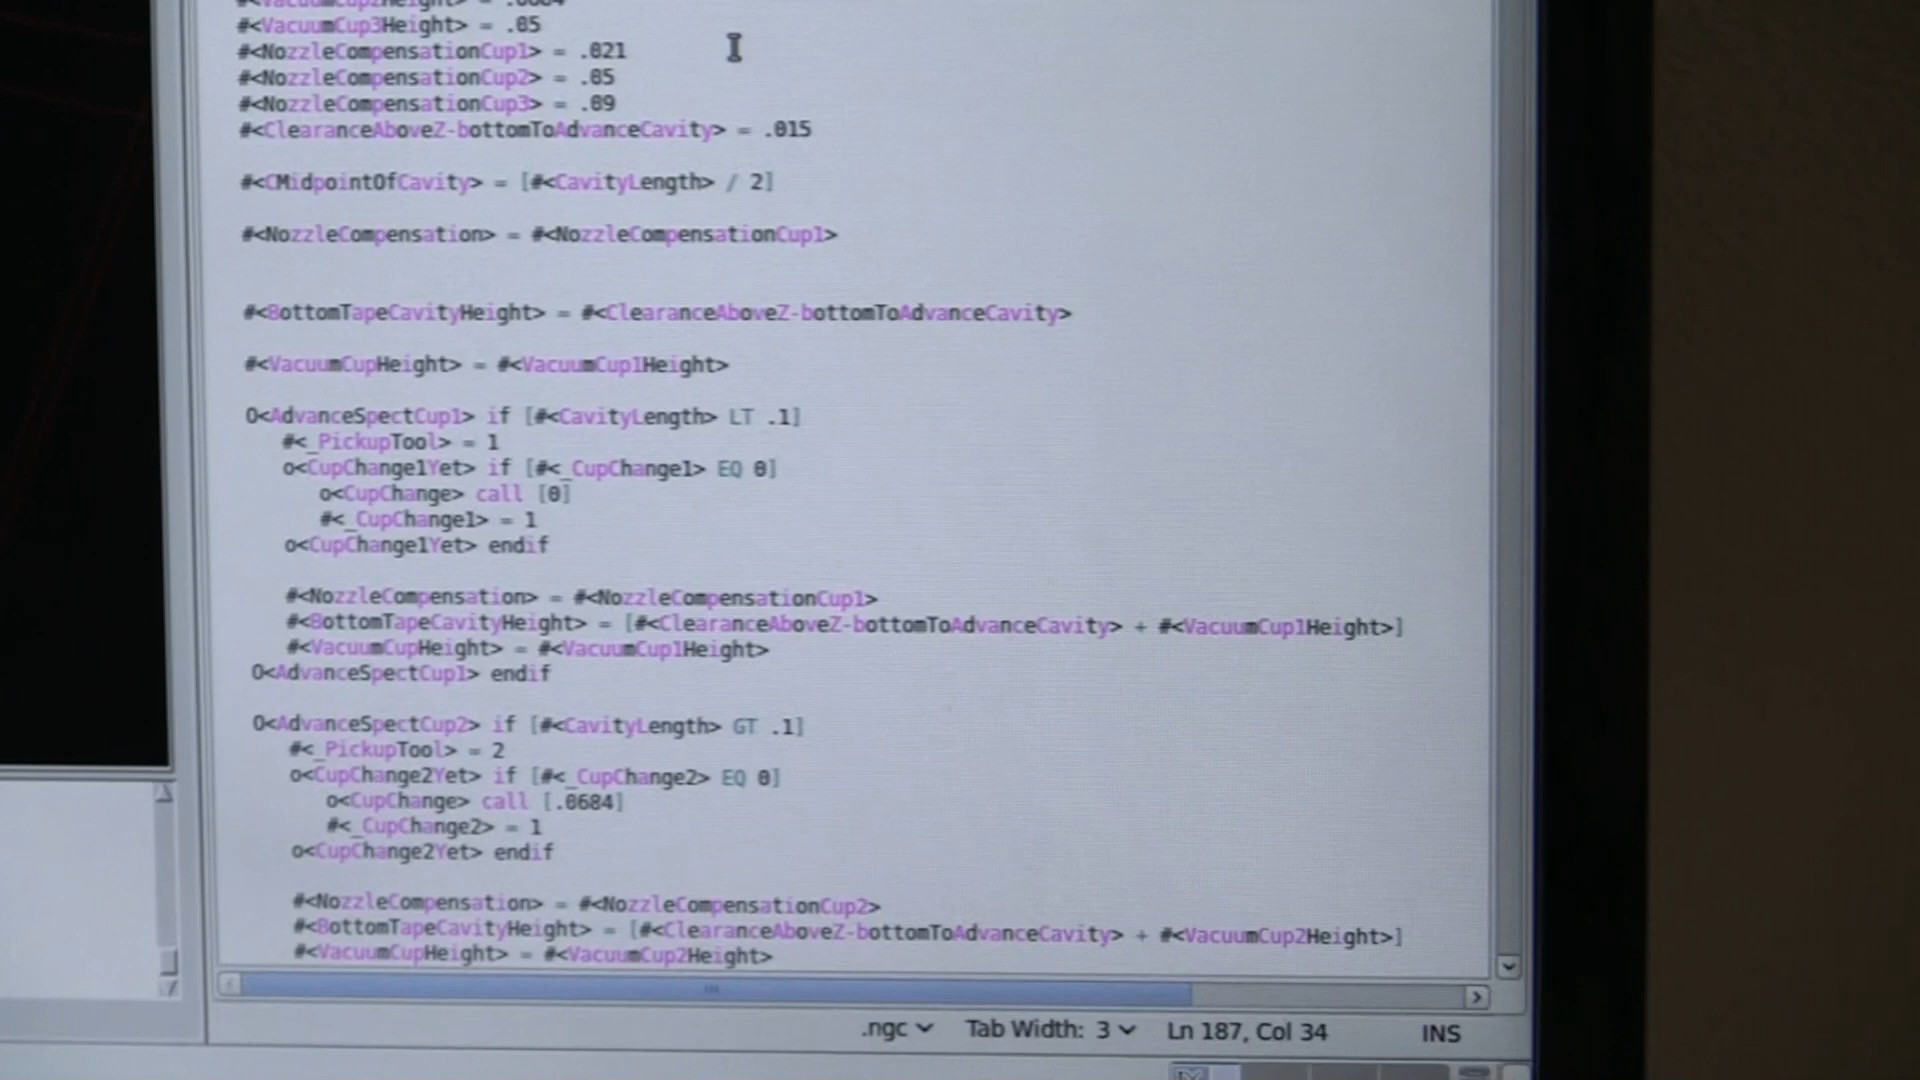 #<VacuumCup2Height> = .0684
#<VacuumCup3Height> = .05
#<NozzleCompensationCup1> = .021
#<NozzleCompensationCup2> = .05
#<NozzleCompensationCup3> = .09
#<ClearanceAboveZ-bottomToAdvanceCavity> = .015
#<CMidpointOfCavity> = [#<CavityLength> / 2]
#<NozzleCompensation> = #<NozzleCompensationCup1>
#<BottomTapeCavityHeight> = #<ClearanceAboveZ-bottomToAdvanceCavity>
#<VacuumCupHeight> = #<VacuumCup1Height>
O<AdvanceSpectCup1> if [#<CavityLength> LT .1]
#<_PickupTool> = 1
o<CupChange1Yet> if [#<_CupChange1> EQ 0]
o<CupChange> call [0]
#<_CupChange1> = 1
o<CupChange1Yet> endif
#<NozzleCompensation> = #<NozzleCompensationCup1>
#<BottomTapeCavityHeight> = [#<ClearanceAboveZ-bottomToAdvanceCavity> + #<VacuumCup1Height>]
#<VacuumCupHeight> = #<VacuumCup1Height>
O<AdvanceSpectCup1> endif
O<AdvanceSpectCup2> if [#<CavityLength> GT .1]
#<_PickupTool> = 2
o<CupChange2Yet> if [#<_CupChange2> EQ 0]
o<CupChange> call [.0684]
#<_CupChange2> = 1
o<CupChange2Yet> endif
#<NozzleCompensation> = #<NozzleCompensationCup2>
#<BottomTapeCavityHeight> = [#<ClearanceAboveZ-bottomToAdvanceCavity> + #<VacuumCup2Height>]
#<VacuumCupHeight> = #<VacuumCup2Height>
.ngc Tab Width: 3 Ln 187, Col 34 INS